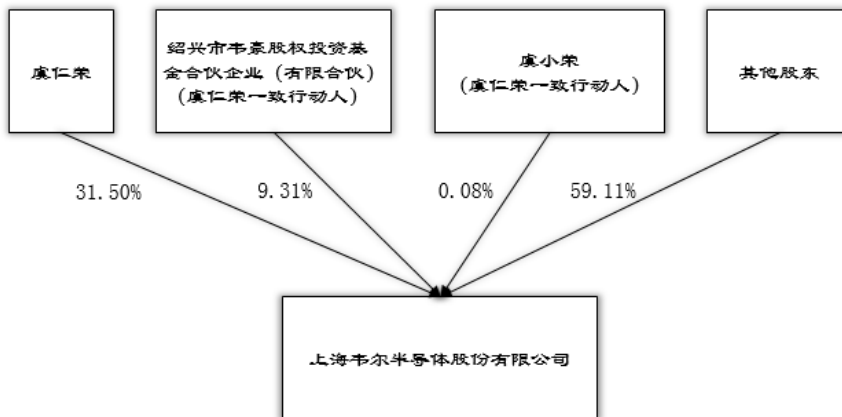 虞仁荣
绍兴市韦豪股权投资基
金合伙企业（有限合伙）
（虞仁荣一致行动人）
虞小荣
（虞仁荣一致行动人）
其他股东
31.50%
9.31%
0.08%
59.11%
上海韦尔半导体股份有限公司